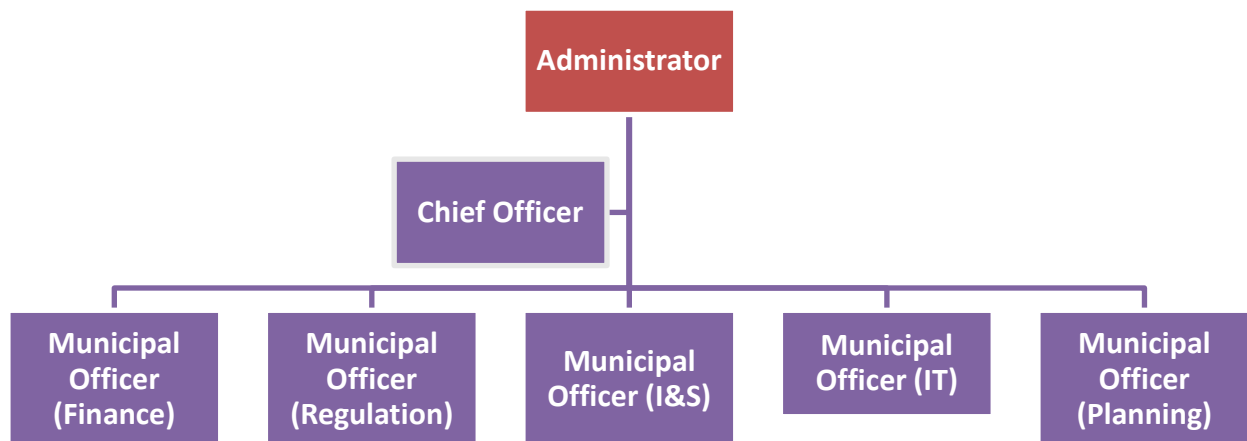 Administrator
Chief Officer
Municipal
Officer
(Finance)
Municipal
Officer
(Regulation)
Municipal
Officer (I&S)
Municipal
Officer (IT)
Municipal
Officer
(Planning)